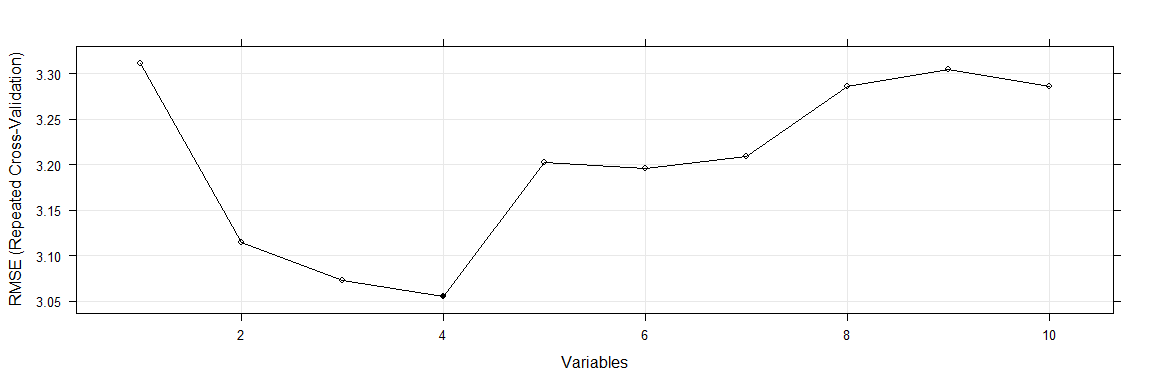 RMSE (Repeated Cross-Validation)
3.30
3.25
3.20
3.15
3.10
3.05
2 4 6 8 10
Variables